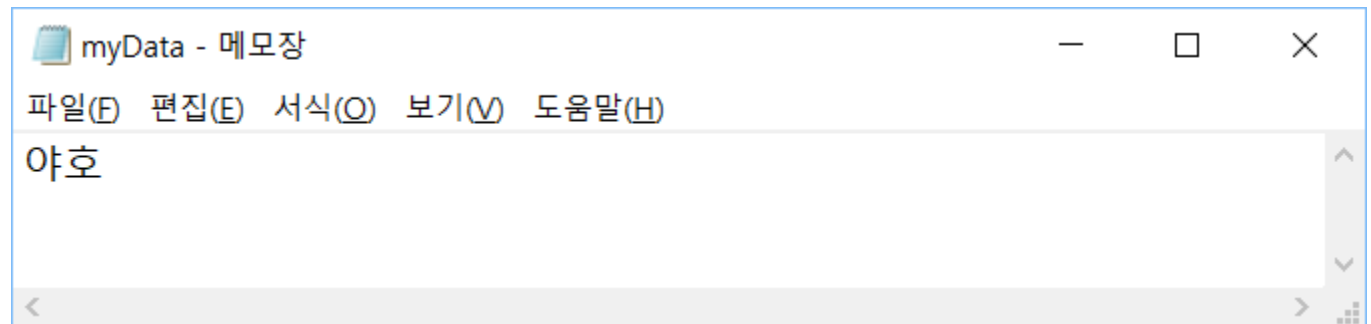 myData - 메모장
파일(F) 편집(E) 서식(O) 보기(V) 도움말(H)
야호